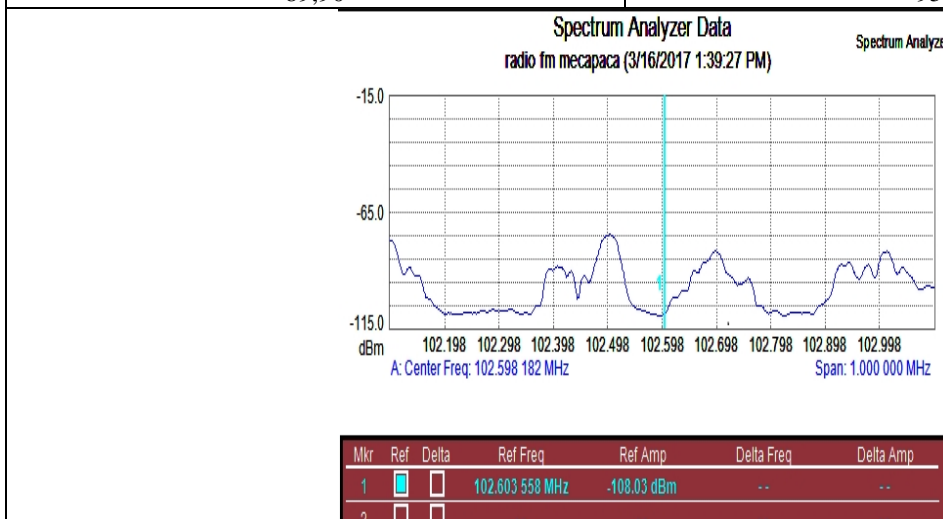 Spectrum Analyzer Data
radio fm mecapaca (3/16/2017 1:39:27 PM)
Spectrum Analyze
-15.0
-65.0
-115.0
dBm
102.198 102.298 102.398 102.498 102.598 102.698 102.798 102.898 102.998
A: Center Freq: 102.598 182 MHz
Span: 1.000 000 MHz
Mkr Ref Delta Ref Freq Ref Amp Delta Freq Delta Amp
1 102.603 558 MHz -108.03 dBm -- --
2